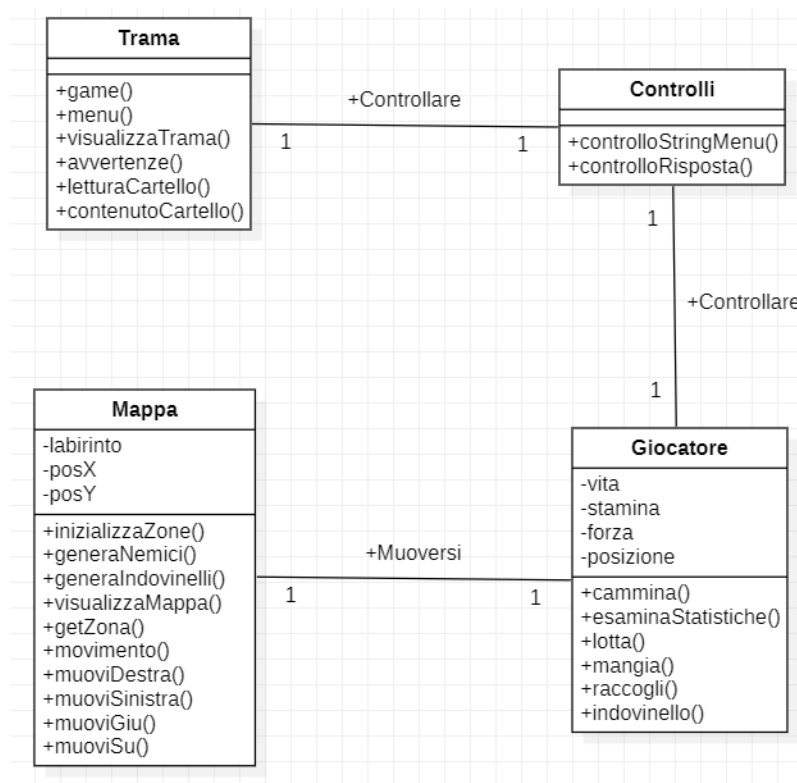 Trama
+game()
+menu()
+visualizzaTrama()
+avvertenze()
+letturaCartello()
+contenutoCartello()
+Controllare
1
1
Controlli
+controlloStringMenu()
+controlloRisposta()
1
+Controllare
1
Mappa
-labirinto
-posX
-posY
+inizializzaZone()
+generaNemici()
+generaIndovinelli()
+visualizzaMappa()
+getZona()
+movimento()
+muoviDestra()
+muoviSinistra()
+muoviGiu()
+muoviSu()
+Muoversi
1
1
Giocatore
-vita
-stamina
-forza
-posizione
+cammina()
+esaminaStatistiche()
+lotta()
+mangia()
+raccogli()
+indovinello()